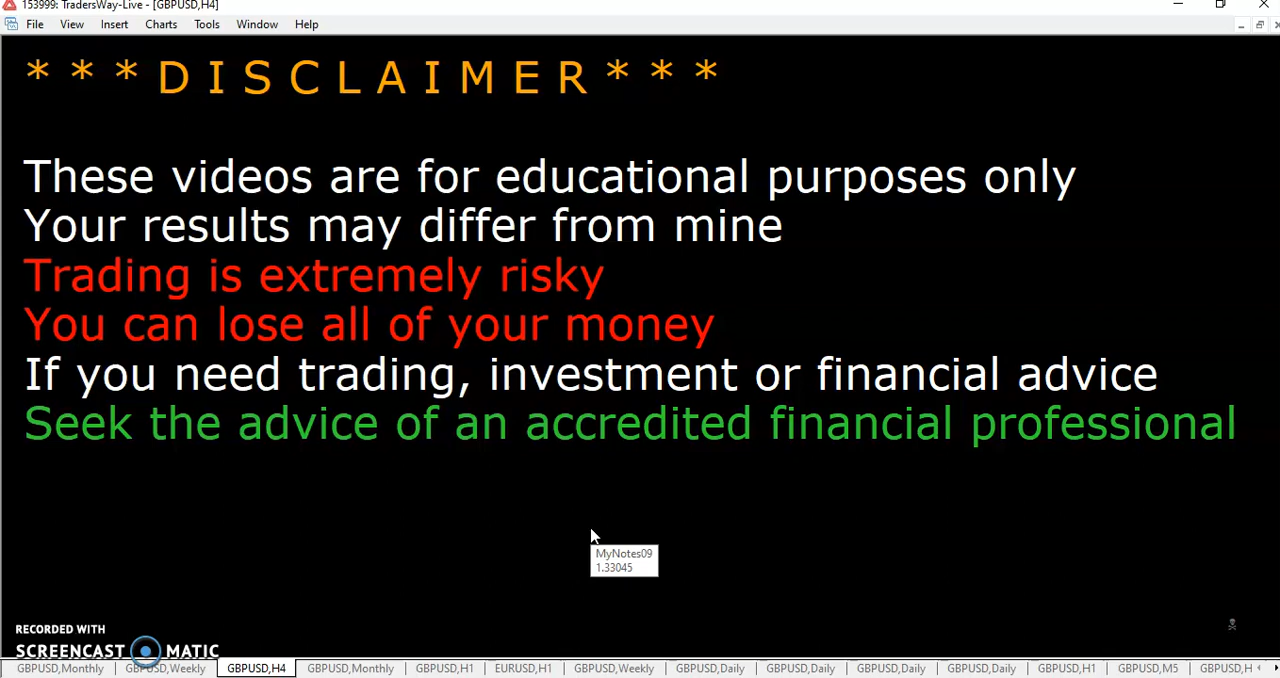 153999: TradersWay-Live - [GBPUSD,H4]
File View Insert Charts Tools Window Help
* * * D I S C L A I M E R * * *
These videos are for educational purposes only
Your results may differ from mine
Trading is extremely risky
You can lose all of your money
If you need trading, investment or financial advice
Seek the advice of an accredited financial professional
MyNotes09
1.33045
RECORDED WITH
SCREENCAST MATIC
GBPUSD,Monthly GBPUSD,Weekly GBPUSD,H4 GBPUSD,Monthly GBPUSD,H1 EURUSD,H1 GBPUSD,Weekly GBPUSD,Daily GBPUSD,Daily GBPUSD,Daily GBPUSD,Daily GBPUSD,H1 GBPUSD,M5 GBPUSD,H